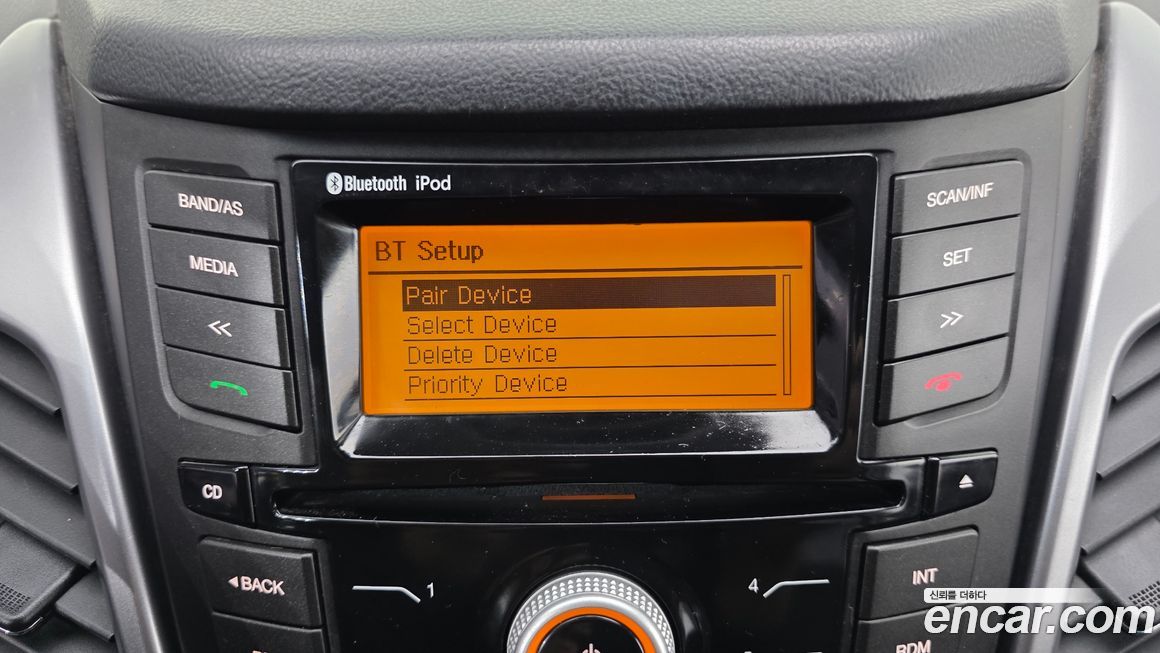 Bluetooth iPod
BAND/AS
MEDIA
SCAN/INF
SET
BT Setup
Pair Device
Select Device
Delete Device
Priority Device
CD
BACK
1
4
INT
RDM
신뢰를 더하다
encar.com